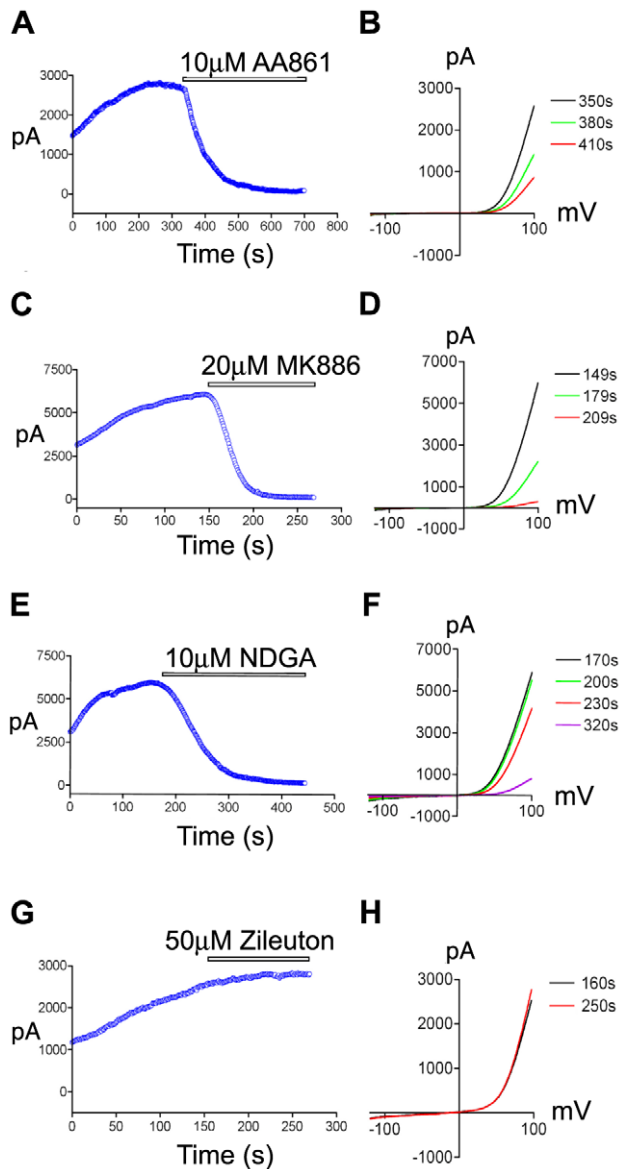 A
10µM AA861
pA
3000
2000
1000
0
0 100 200 300 400 500 600 700 800
Time (s)
B
pA
3000
2000
1000
-1000
-100
100
mV
350s
380s
410s
C
20µM MK886
pA
7500
5000
2500
0
0 50 100 150 200 250 300
Time (s)
D
pA
7000
5000
3000
1000
-1000
-100
100
mV
149s
179s
209s
E
10µM NDGA
pA
7500
5000
2500
0
0 100 200 300 400 500
Time (s)
F
pA
7000
5000
3000
1000
-1000
-100
100
mV
170s
200s
230s
320s
G
50µM Zileuton
pA
3000
2000
1000
0
0 50 100 150 200 250 300
Time (s)
H
pA
3000
2000
1000
-1000
-100
100
mV
160s
250s